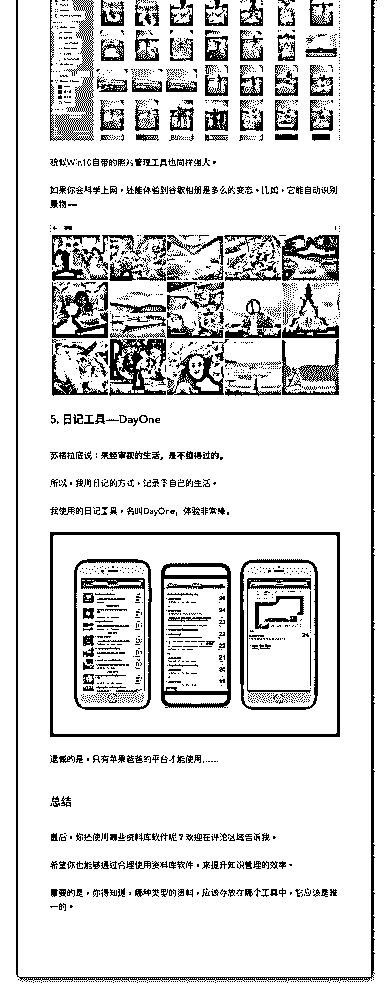 貌似Win10自带的照片管理工具也同样强大。
如果你会科学上网，还能体验到谷歌相册是多么的变态。比如，它能自动识别
景物——
5. 日记工具——DayOne
苏格拉底说：未经审视的生活，是不值得过的。
所以，我用日记的方式，记录下自己的生活。
我使用的日记工具，名叫DayOne，体验非常棒。
遗憾的是，只有苹果爸爸的平台才能使用……
总结
最后，你还使用哪些资料库软件呢？欢迎在评论区域告诉我。
希望你也能够通过合理使用资料库软件，来提升知识管理的效率。
重要的是，你得知道，哪种类型的资料，应该存放在哪个工具中，它应该是唯
一的。